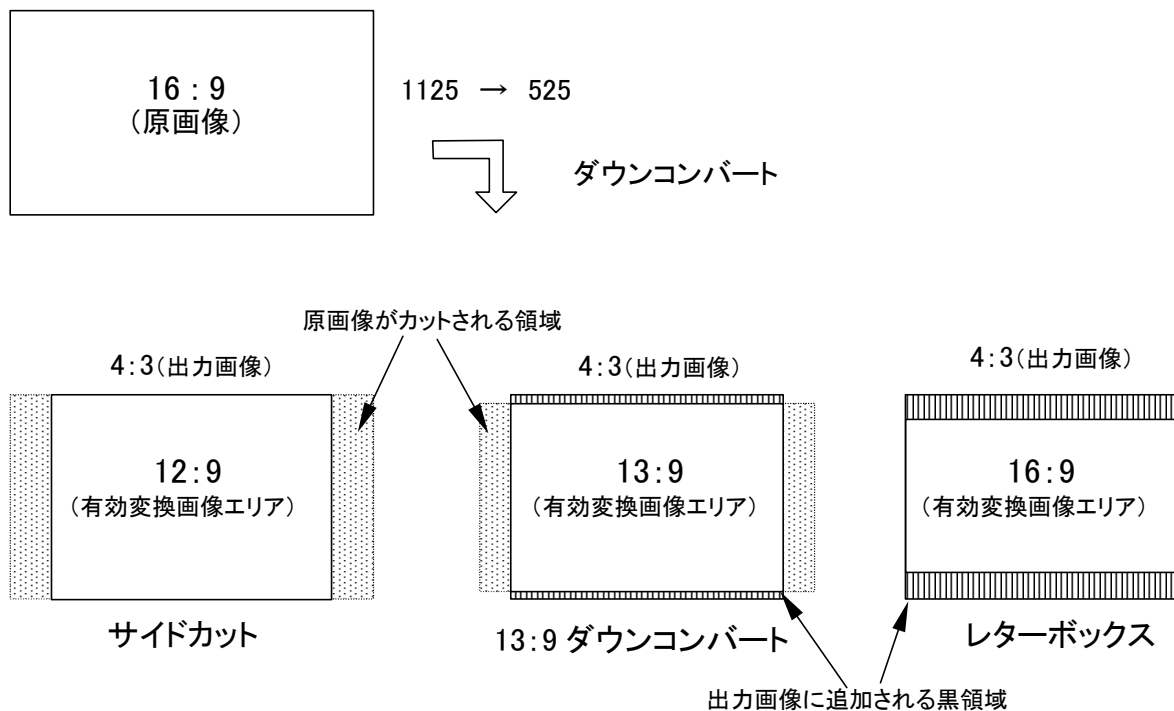 16:9
(原画像)
1125 → 525
ダウンコンバート
原画像がカットされる領域
4:3(出力画像)
4:3(出力画像)
4:3(出力画像)
12:9
(有効変換画像エリア)
13:9
(有効変換画像エリア)
16:9
(有効変換画像エリア)
サイドカット
13:9 ダウンコンバート
レターボックス
出力画像に追加される黒領域